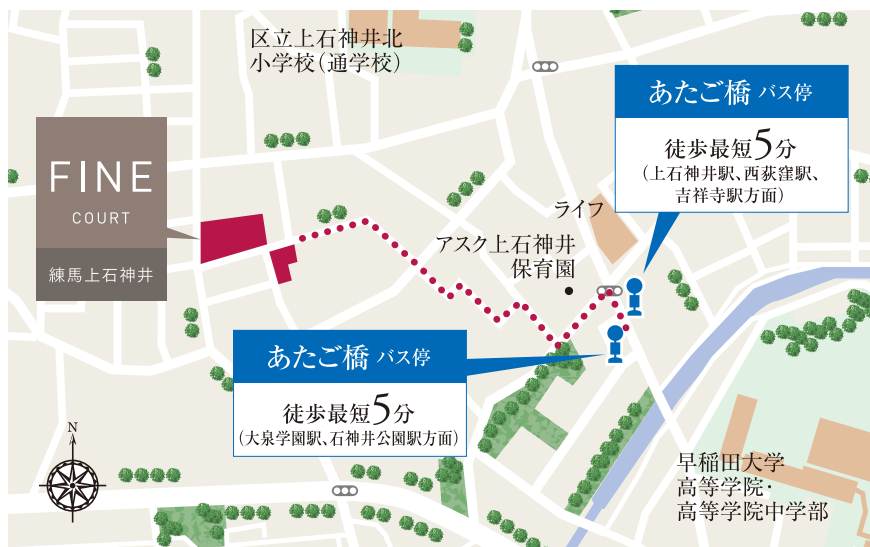 区立上石神井北
小学校（通学校）
あたご橋 バス停
徒歩最短5分
（上石神井駅、西荻窪駅、
吉祥寺駅方面）
FINE
COURT
練馬上石神井
ライフ
アスク上石神井
保育園
あたご橋 バス停
徒歩最短5分
（大泉学園駅、石神井公園駅方面）
N
早稲田大学
高等学院・
高等学院中学部